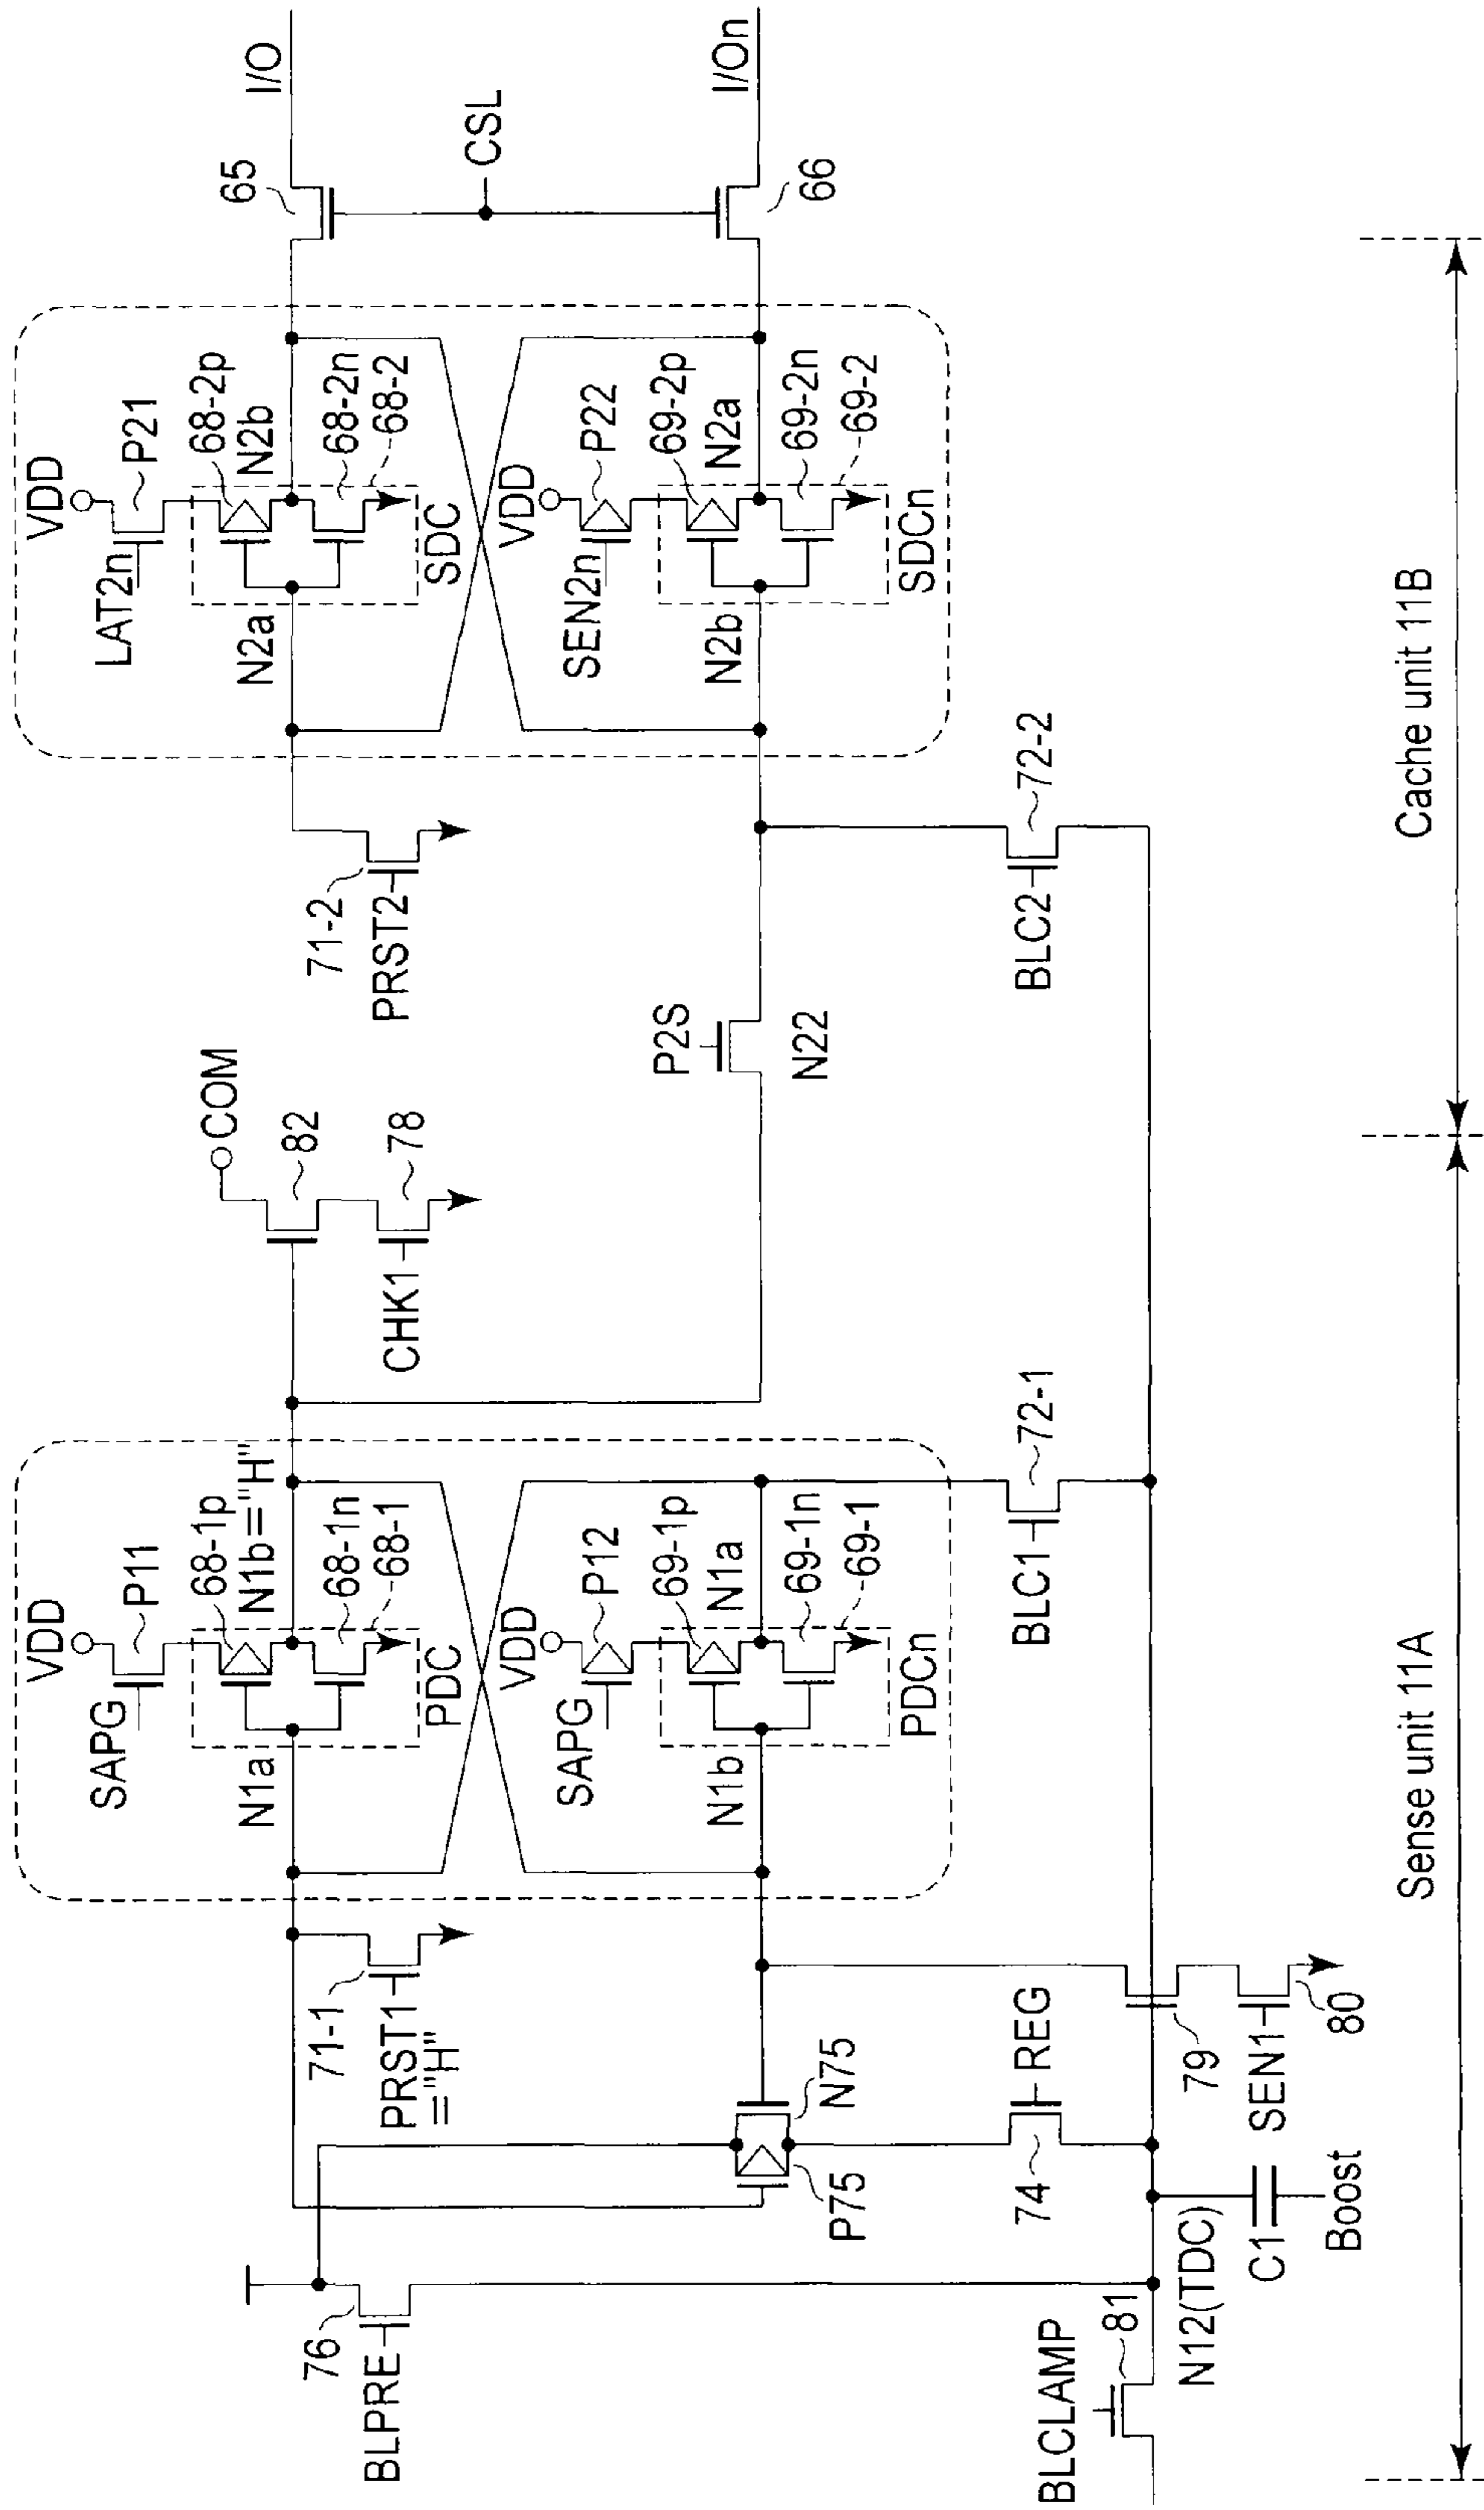 VDD
SAPG
P11
68-1p
N1a
N1b="H"
68-1n
68-1
PDC
VDD
SAPG
P12
69-1p
N1b
N1a
69-1n
69-1
PDCn
71-1
PRST1
="H"
76
BLPRE
P75
N75
74
REG
BLCLAMP
81
N12(TDC)
C1
Boost
79
SEN1
80
BLC1
72-1
COM
82
CHK1
78
P2S
N22
71-2
PRST2
BLC2
72-2
VDD
LAT2n
P21
68-2p
N2a
N2b
68-2n
68-2
SDC
VDD
SEN2n
P22
69-2p
N2b
N2a
69-2n
69-2
SDCn
65
I/O
CSL
66
I/On
Sense unit 11A
Cache unit 11B